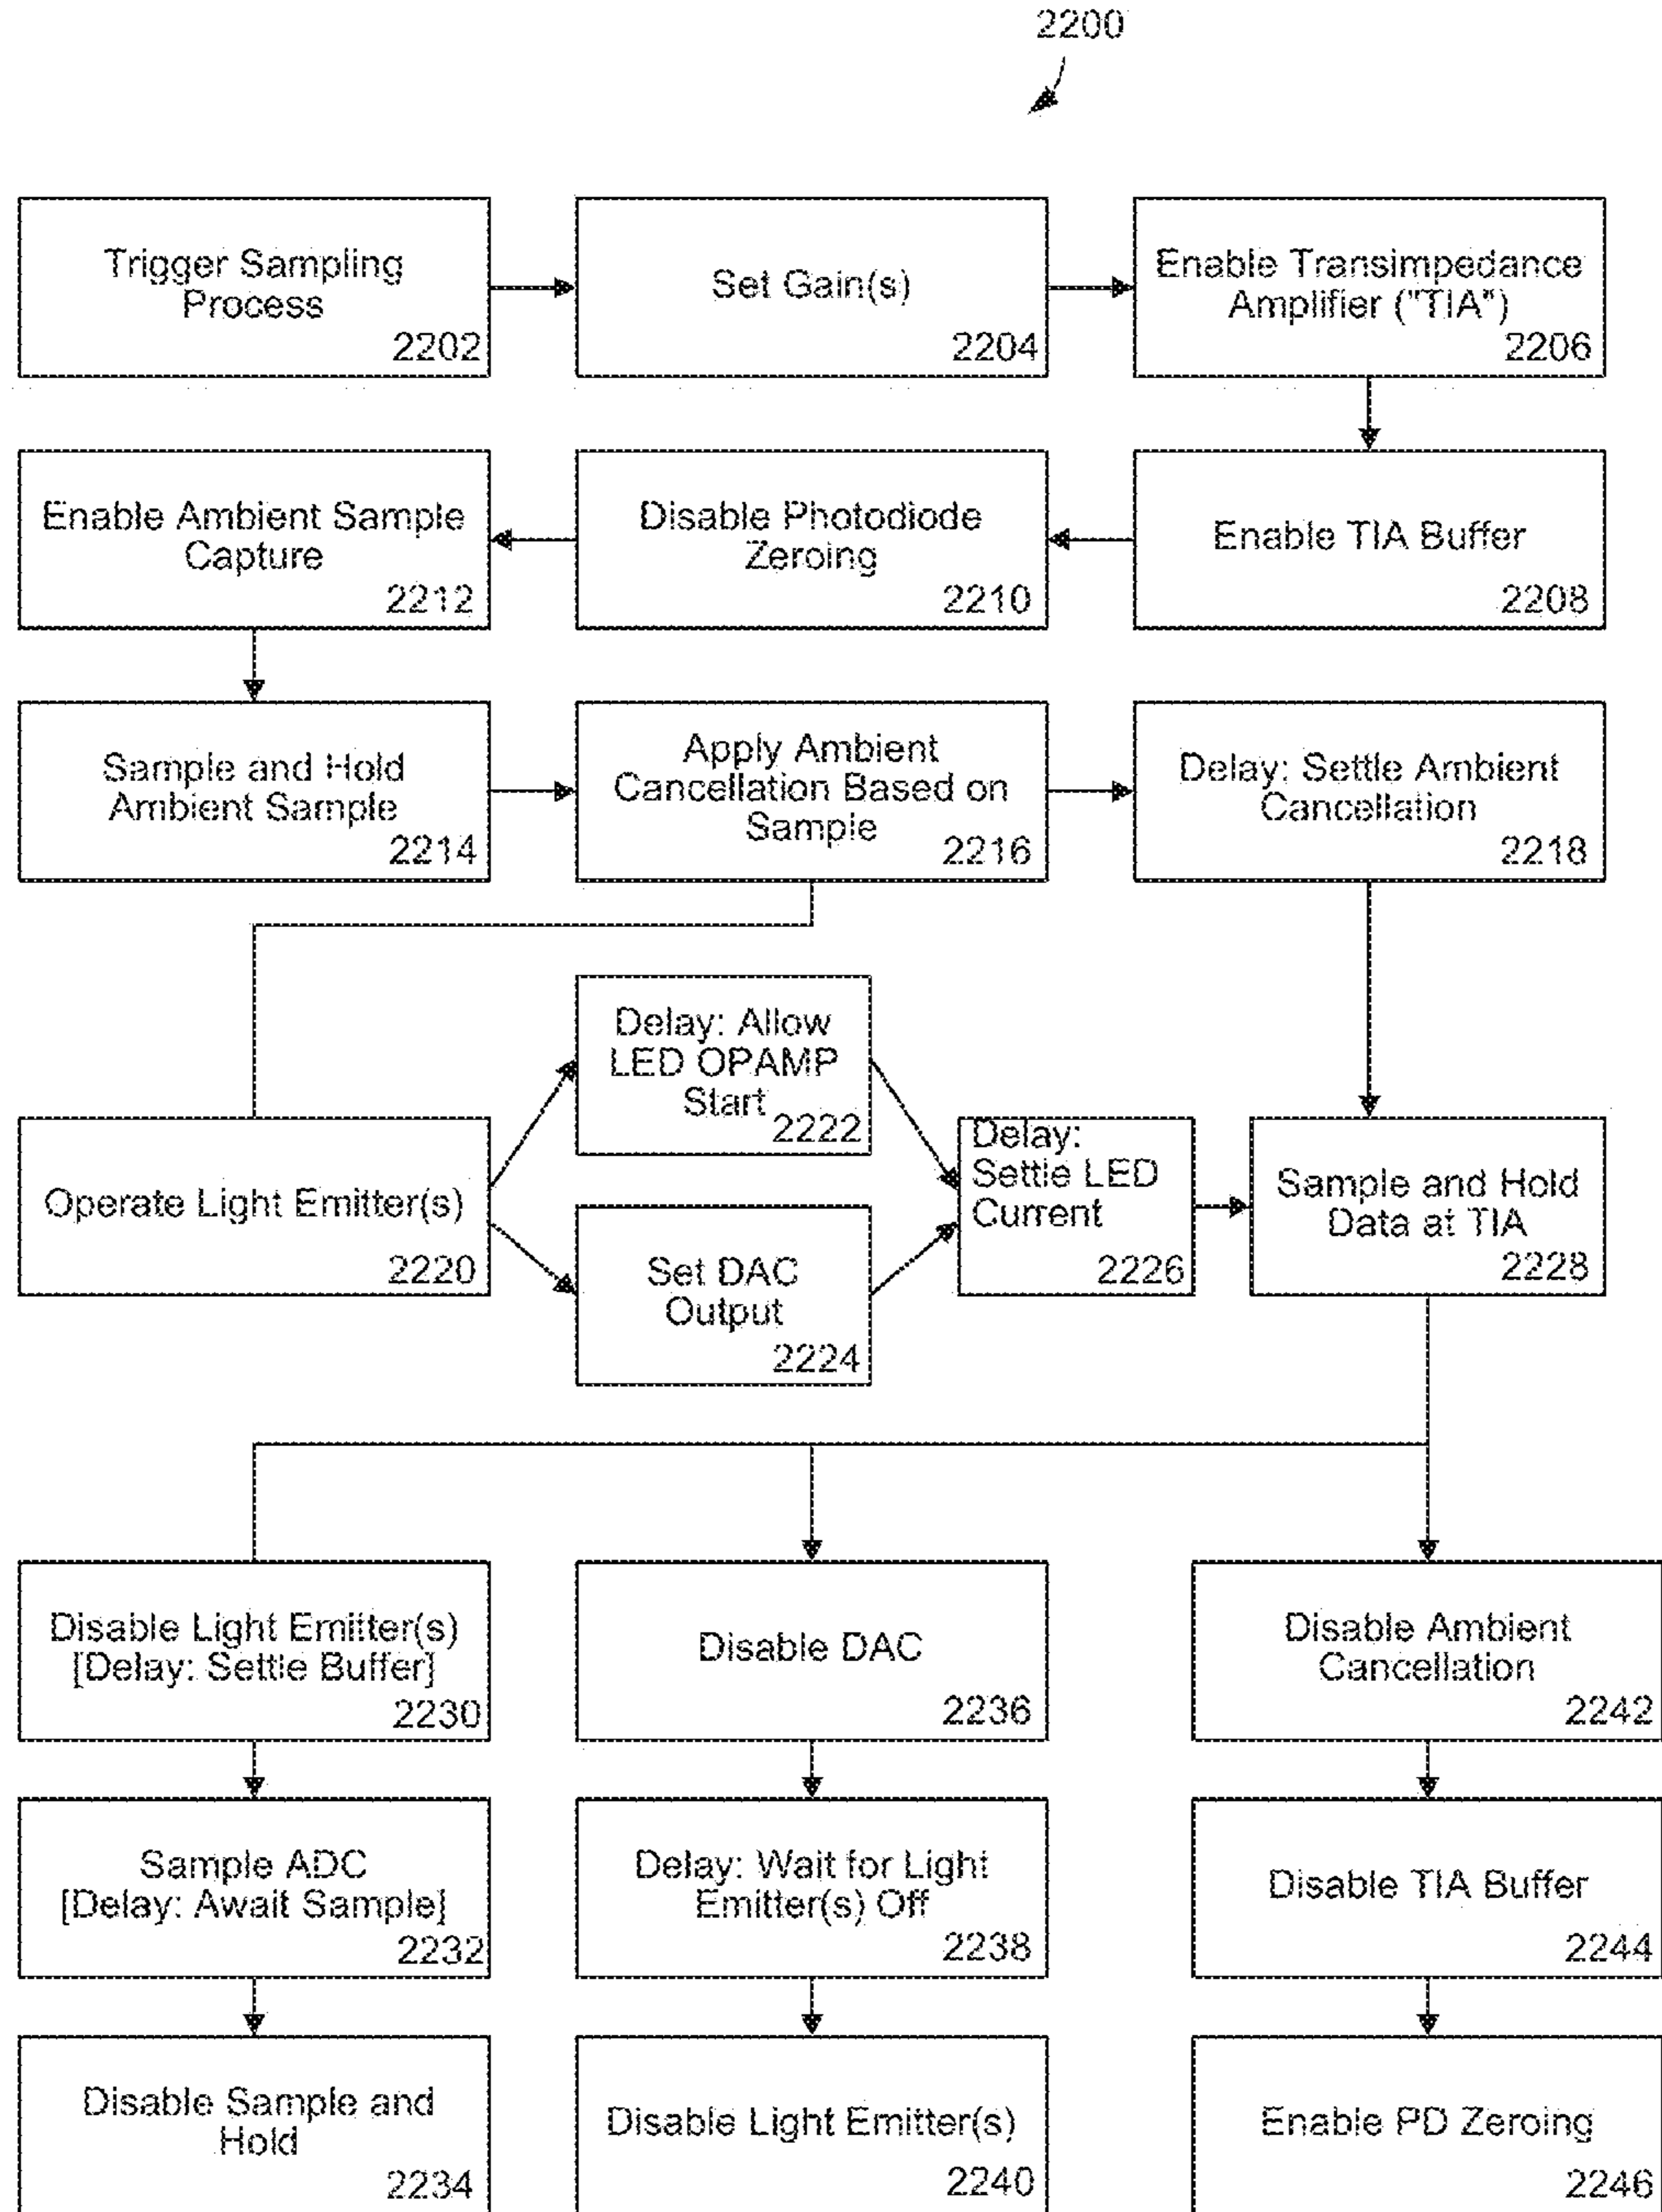 2200
Trigger Sampling
Process
2202
Set Gain(s)
2204
Enable Transimpedance
Amplifier ("TIA")
2206
Enable Ambient Sample
Capture
2212
Disable Photodiode
Zeroing
2210
Enable TIA Buffer
2208
Sample and Hold
Ambient Sample
2214
Apply Ambient
Cancellation Based on
Sample
2216
Delay: Settle Ambient
Cancellation
2218
Operate Light Emitter(s)
2220
Delay: Allow
LED OPAMP
Start
2222
Set DAC
Output
2224
Delay:
Settle LED
Current
2226
Sample and Hold
Data at TIA
2228
Disable Light Emitter(s)
[Delay: Settle Buffer]
2230
Disable DAC
2236
Disable Ambient
Cancellation
2242
Sample ADC
[Delay: Await Sample]
2232
Delay: Wait for Light
Emitter(s) Off
2238
Disable TIA Buffer
2244
Disable Sample and
Hold
2234
Disable Light Emitter(s)
2240
Enable PD Zeroing
2246